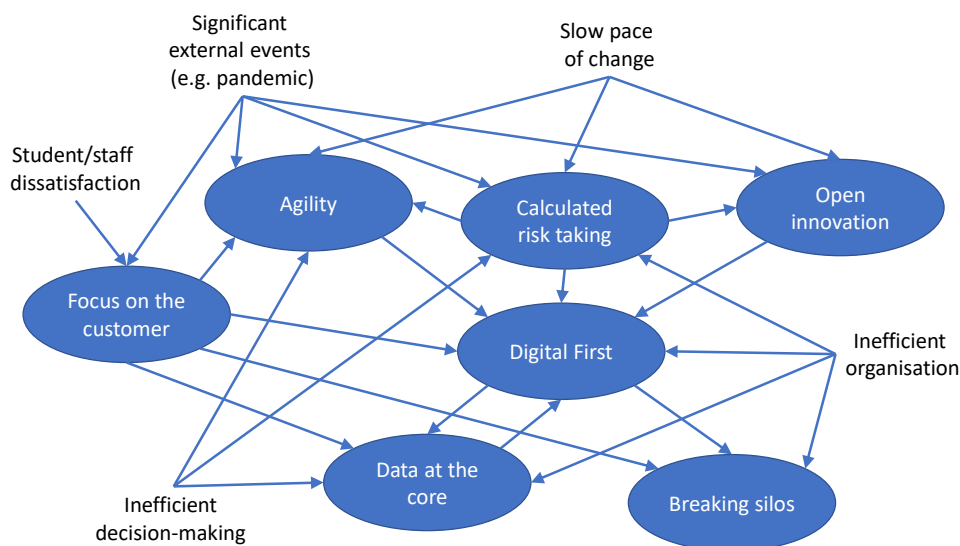 Significant
external events
(e.g. pandemic)
Slow pace
of change
Student/staff
dissatisfaction
Agility
Calculated
risk taking
Open
innovation
Focus on the
customer
Digital First
Inefficient
organisation
Data at the
core
Breaking silos
Inefficient
decision-making